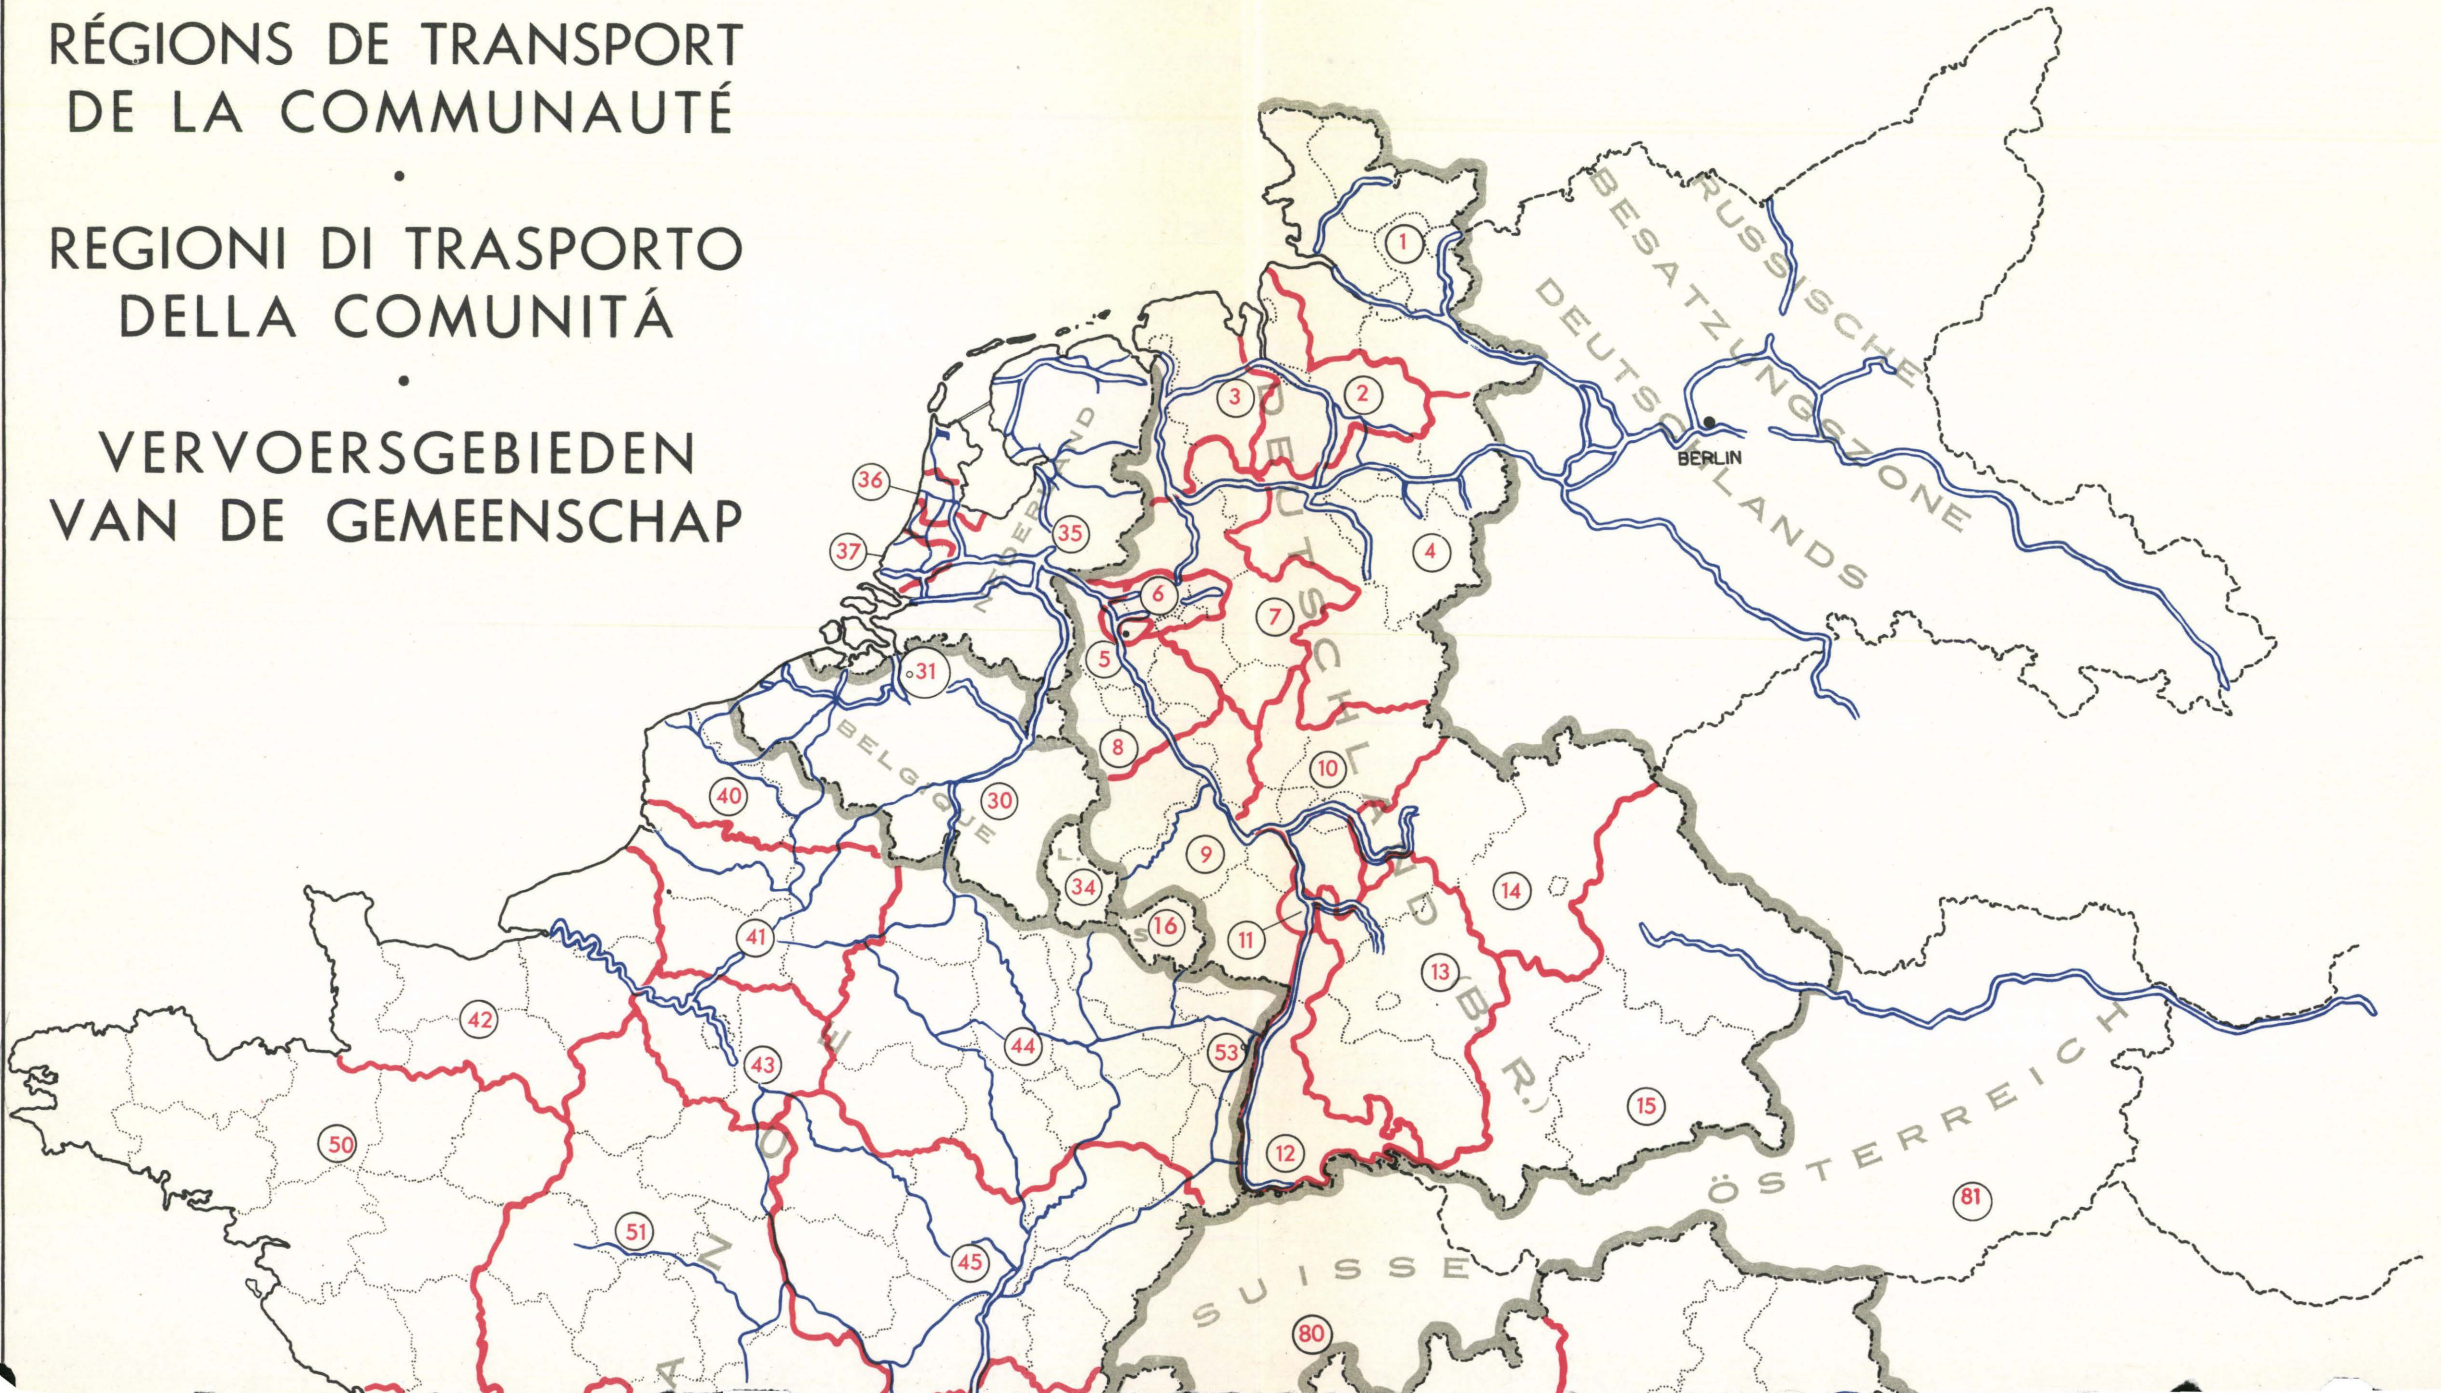 RÉGIONS DE TRANSPORT
DE LA COMMUNAUTÉ
•
REGIONI DI TRASPORTO
DELLA COMUNITÁ
•
VERVOERSGEBIEDEN
VAN DE GEMEENSCHAP
RUSSISCHE
BESATZUNGSZONE
DEUTSCHLANDS
BERLIN
DEUTSCHLAND (B. R.)
NEDERLAND
BELGIQUE
L
S
SUISSE
ÖSTERREICH
E
O
N
A
1
2
3
36
35
37
4
6
7
5
31
8
10
40
30
9
34
14
16
11
41
13
42
44
53
43
15
50
12
81
51
45
80